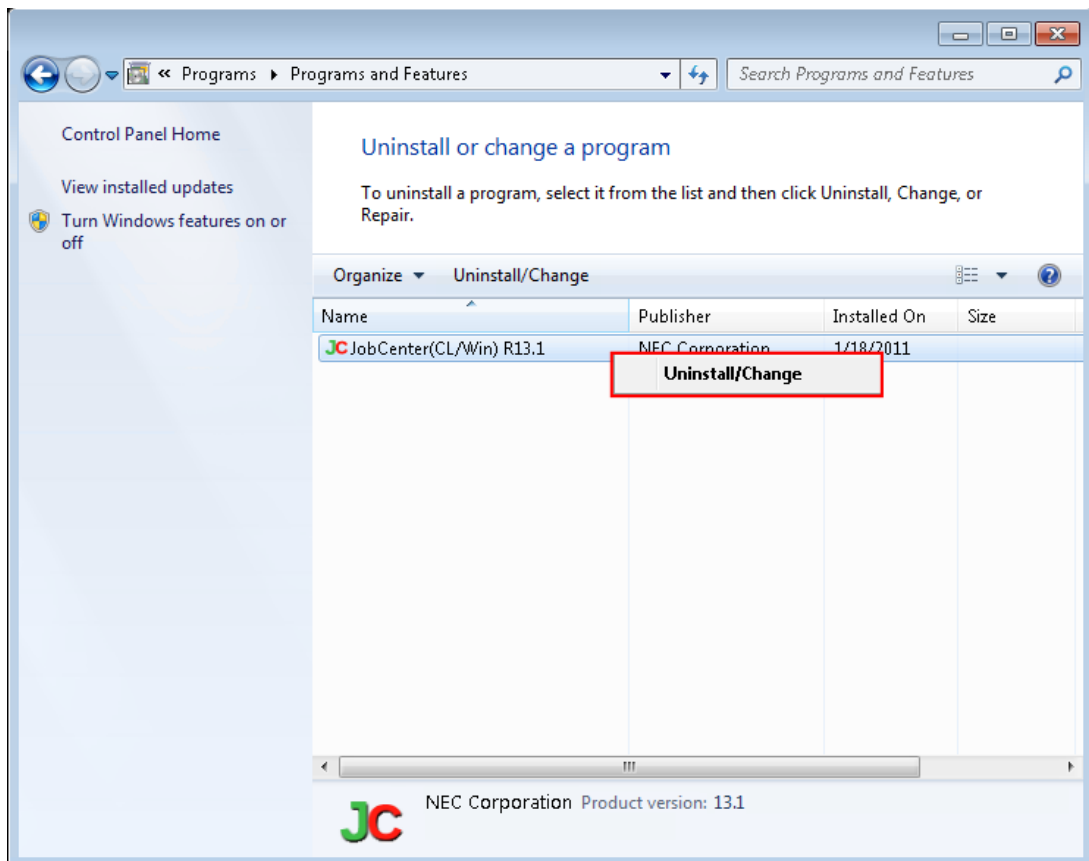 « Programs ▸ Programs and Features
Search Programs and Features
Control Panel Home
View installed updates
Turn Windows features on or
off
Uninstall or change a program
To uninstall a program, select it from the list and then click Uninstall, Change, or
Repair.
Organize Uninstall/Change
Name Publisher Installed On Size
JC JobCenter(CL/Win) R13.1 NEC Corporation 1/18/2011
Uninstall/Change
JC NEC Corporation Product version: 13.1